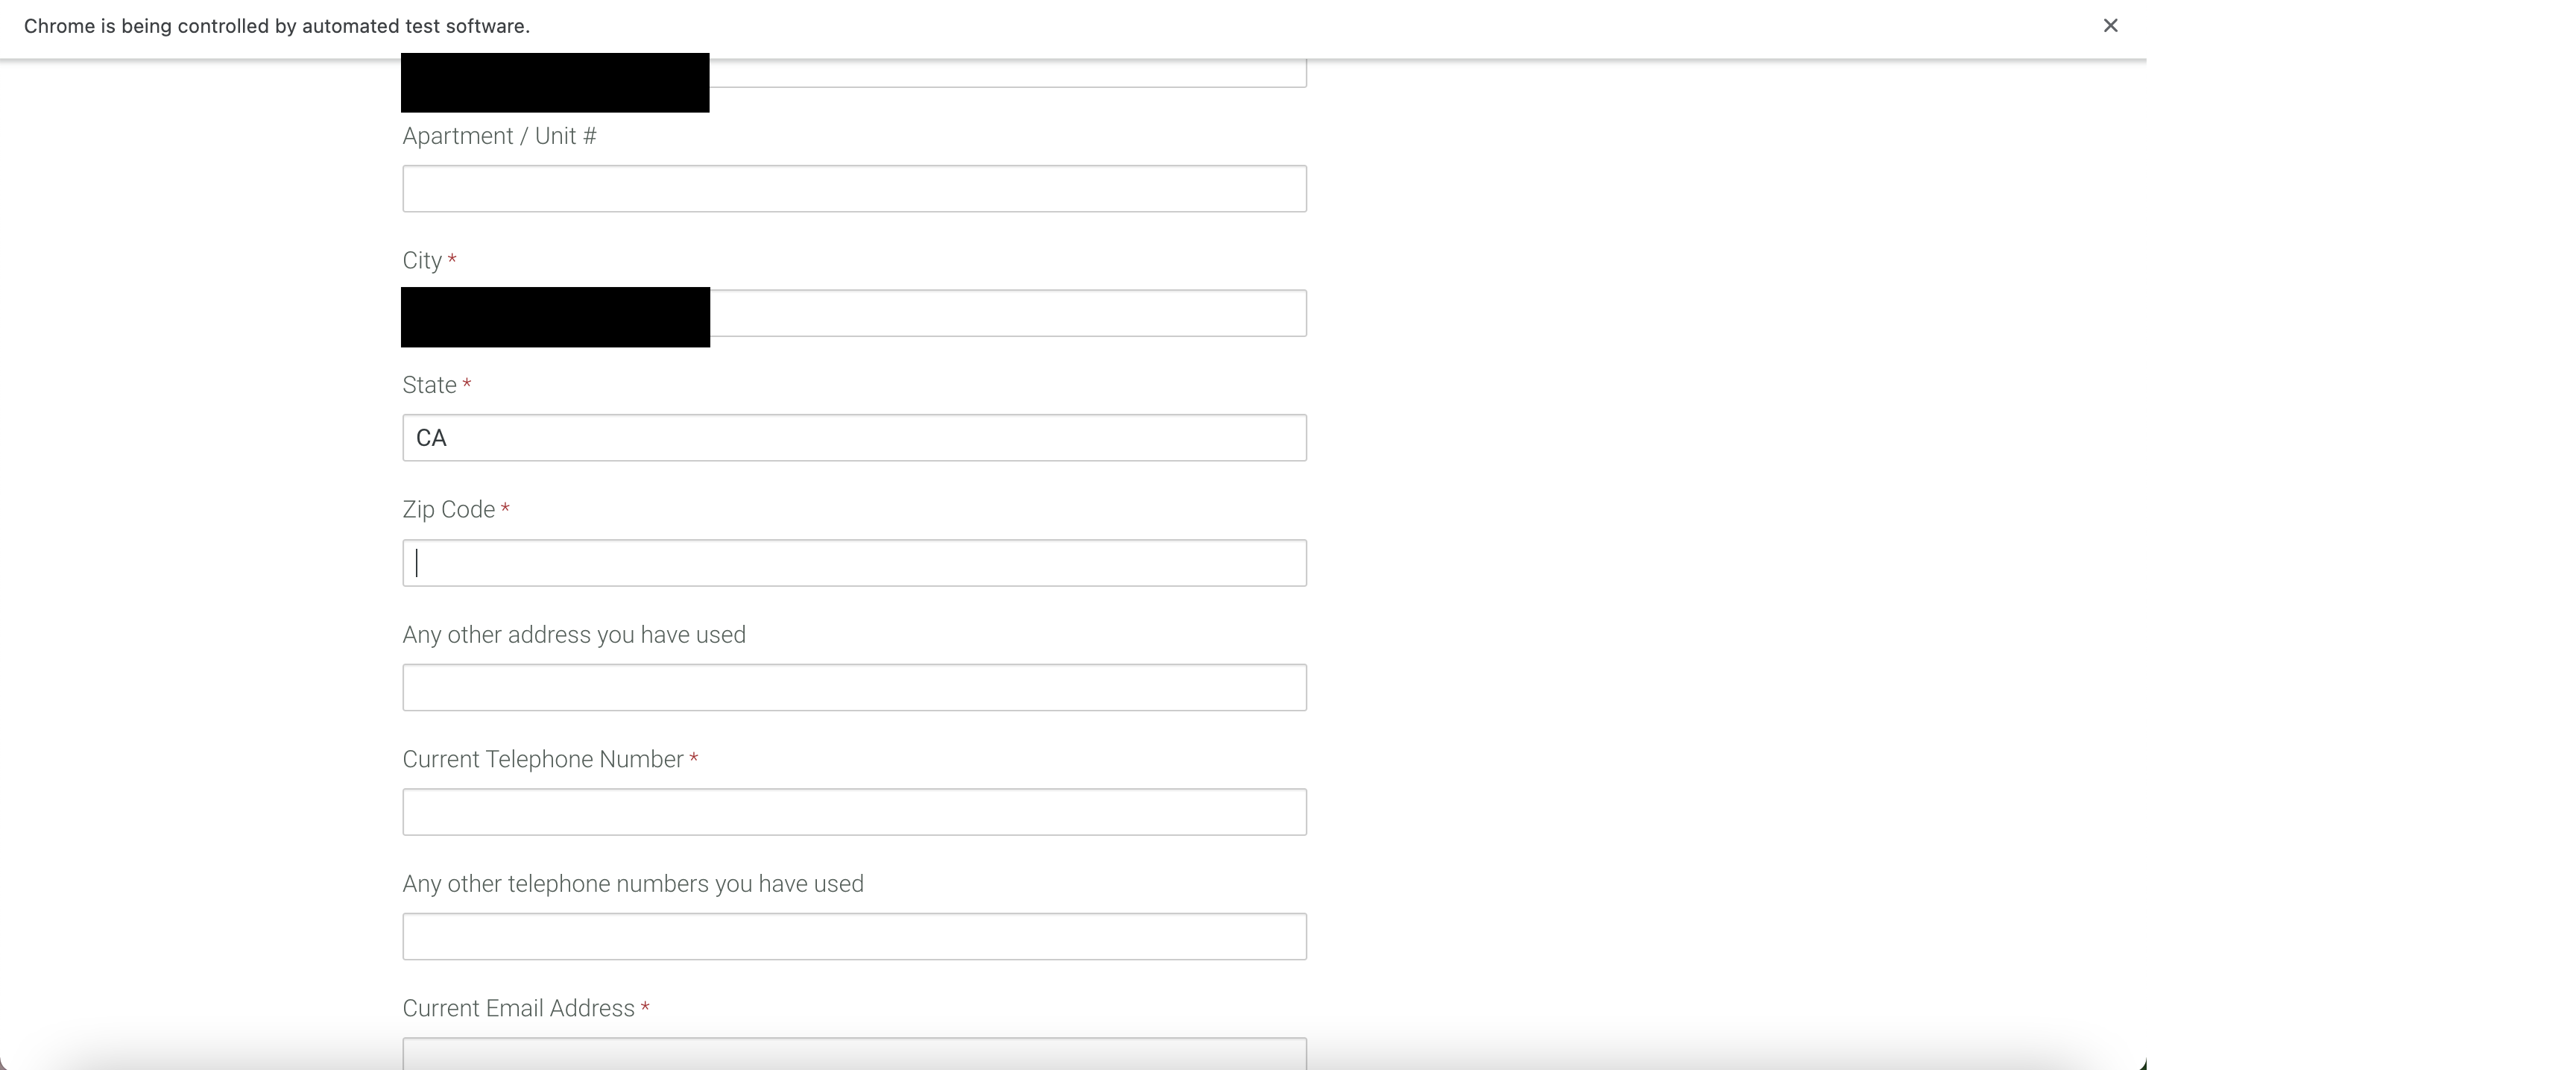 Chrome is being controlled by automated test software.
Apartment / Unit #
City *
State *
CA
Zip Code *
Any other address you have used
Current Telephone Number *
Any other telephone numbers you have used
Current Email Address *